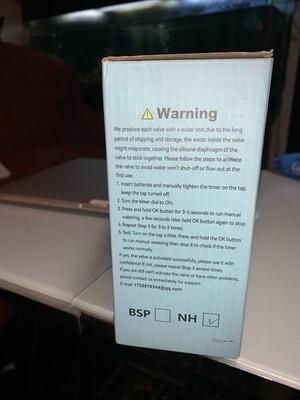 ⚠ Warning
We produce each valve with a water test,due to the long
period of shipping and storage, the water inside the valve
might evaporate, causing the silicone diaphragm of the
valve to stick together. Please follow the steps to activate
the valve to avoid water won't shut-off or flow out at the
first use.
1. Insert batteries and manually tighten the timer on the tap,
keep the tap turned off.
2. Turn the timer dial to ON.
3. Press and hold OK button for 3-5 seconds to run manual
watering, a few seconds later hold OK button again to stop.
4. Repeat Step 3 for 3 to 5 times;
5. Test: Turn on the tap a little. Press and hold the OK button
to run manual watering then stop it to check if the timer
works normally.
If yes, the valve is activated successfully, please use it with
confidence! If not, please repeat Step 3 several times.
If you are still can't activate the valve or have other problems,
please contact us immediately for support.
E-mail:1750879344@qq.com
BSP NH ✓